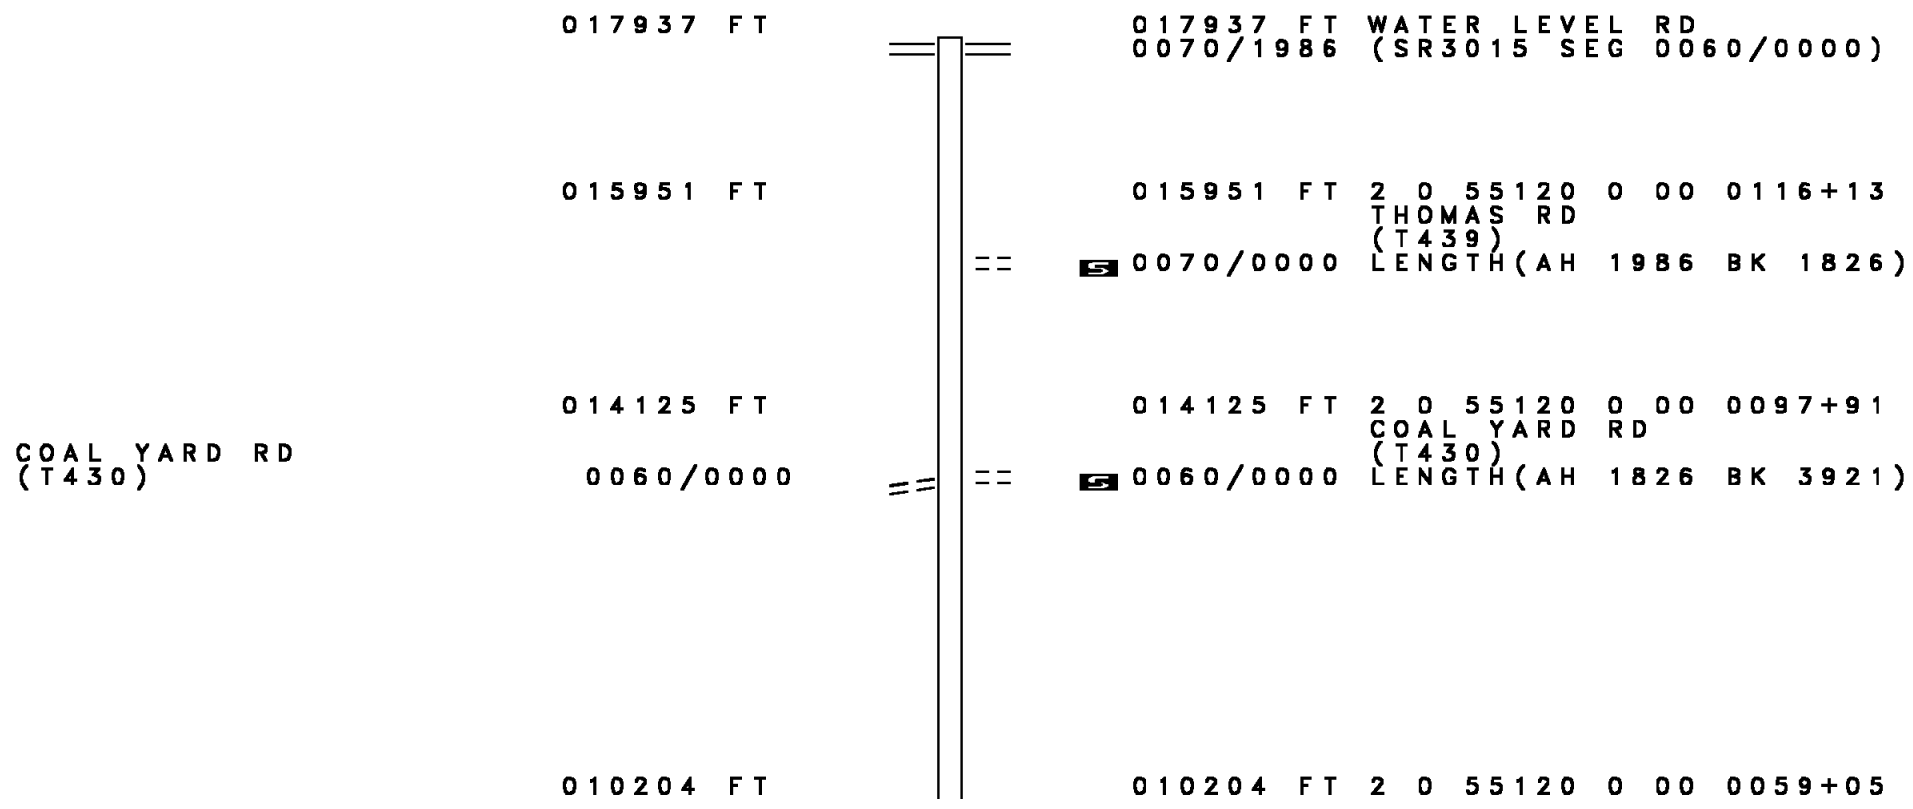 017937 FT 017937 FT WATER LEVEL RD
0070/1986 (SR3015 SEG 0060/0000)
015951 FT 015951 FT 2 0 55120 0 00 0116+13
THOMAS RD
(T439)
S 0070/0000 LENGTH(AH 1986 BK 1826)
014125 FT 014125 FT 2 0 55120 0 00 0097+91
COAL YARD RD
COAL YARD RD
(T430)
(T430) 0060/0000 S 0060/0000 LENGTH(AH 1826 BK 3921)
010204 FT 010204 FT 2 0 55120 0 00 0059+05